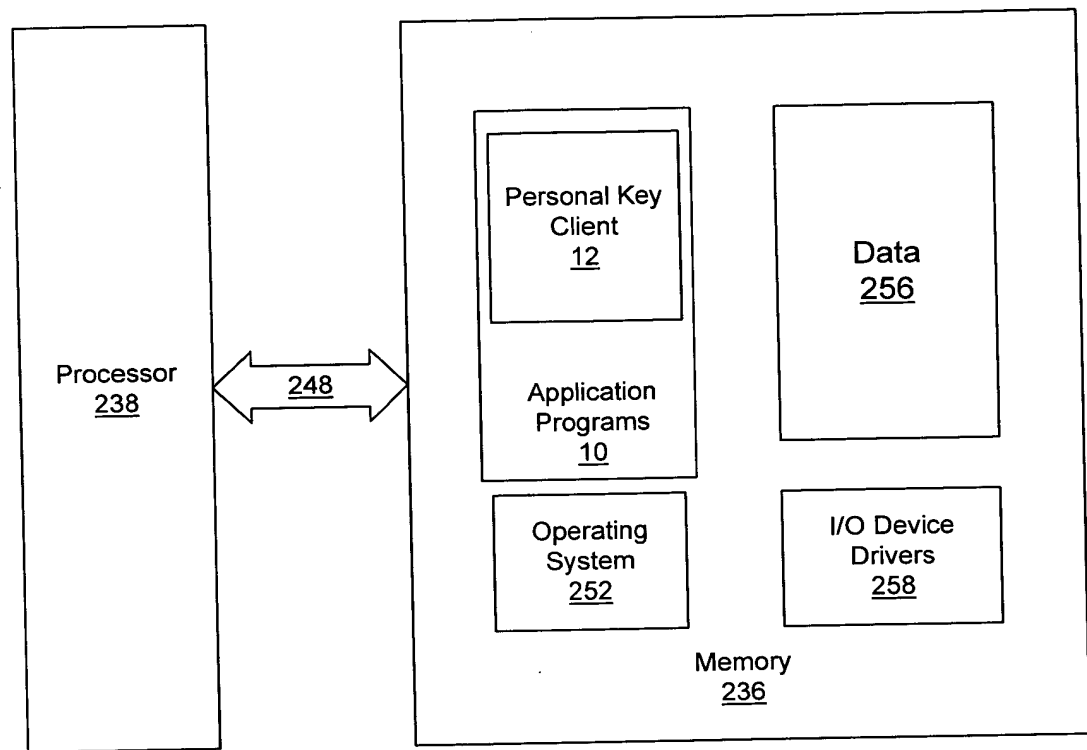 Processor
238
248
Personal Key
Client
12
Application
Programs
10
Operating
System
252
Data
256
I/O Device
Drivers
258
Memory
236